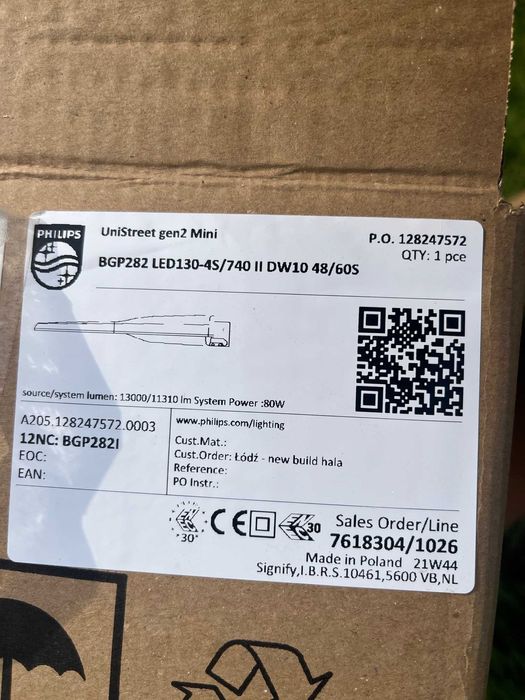 PHILIPS
UniStreet gen2 Mini
P.O. 128247572
QTY: 1 pce
BGP282 LED130-4S/740 II DW10 48/60S
source/system lumen: 13000/11310 lm System Power :80W
A205.128247572.0003
12NC: BGP282I
EOC:
EAN:
www.philips.com/lighting
Cust.Mat.:
Cust.Order: Łódź - new build hala
Reference:
PO Instr.:
30°
CE
30
Sales Order/Line
7618304/1026
Made in Poland 21W44
Signify,I.B.R.S.10461,5600 VB,NL